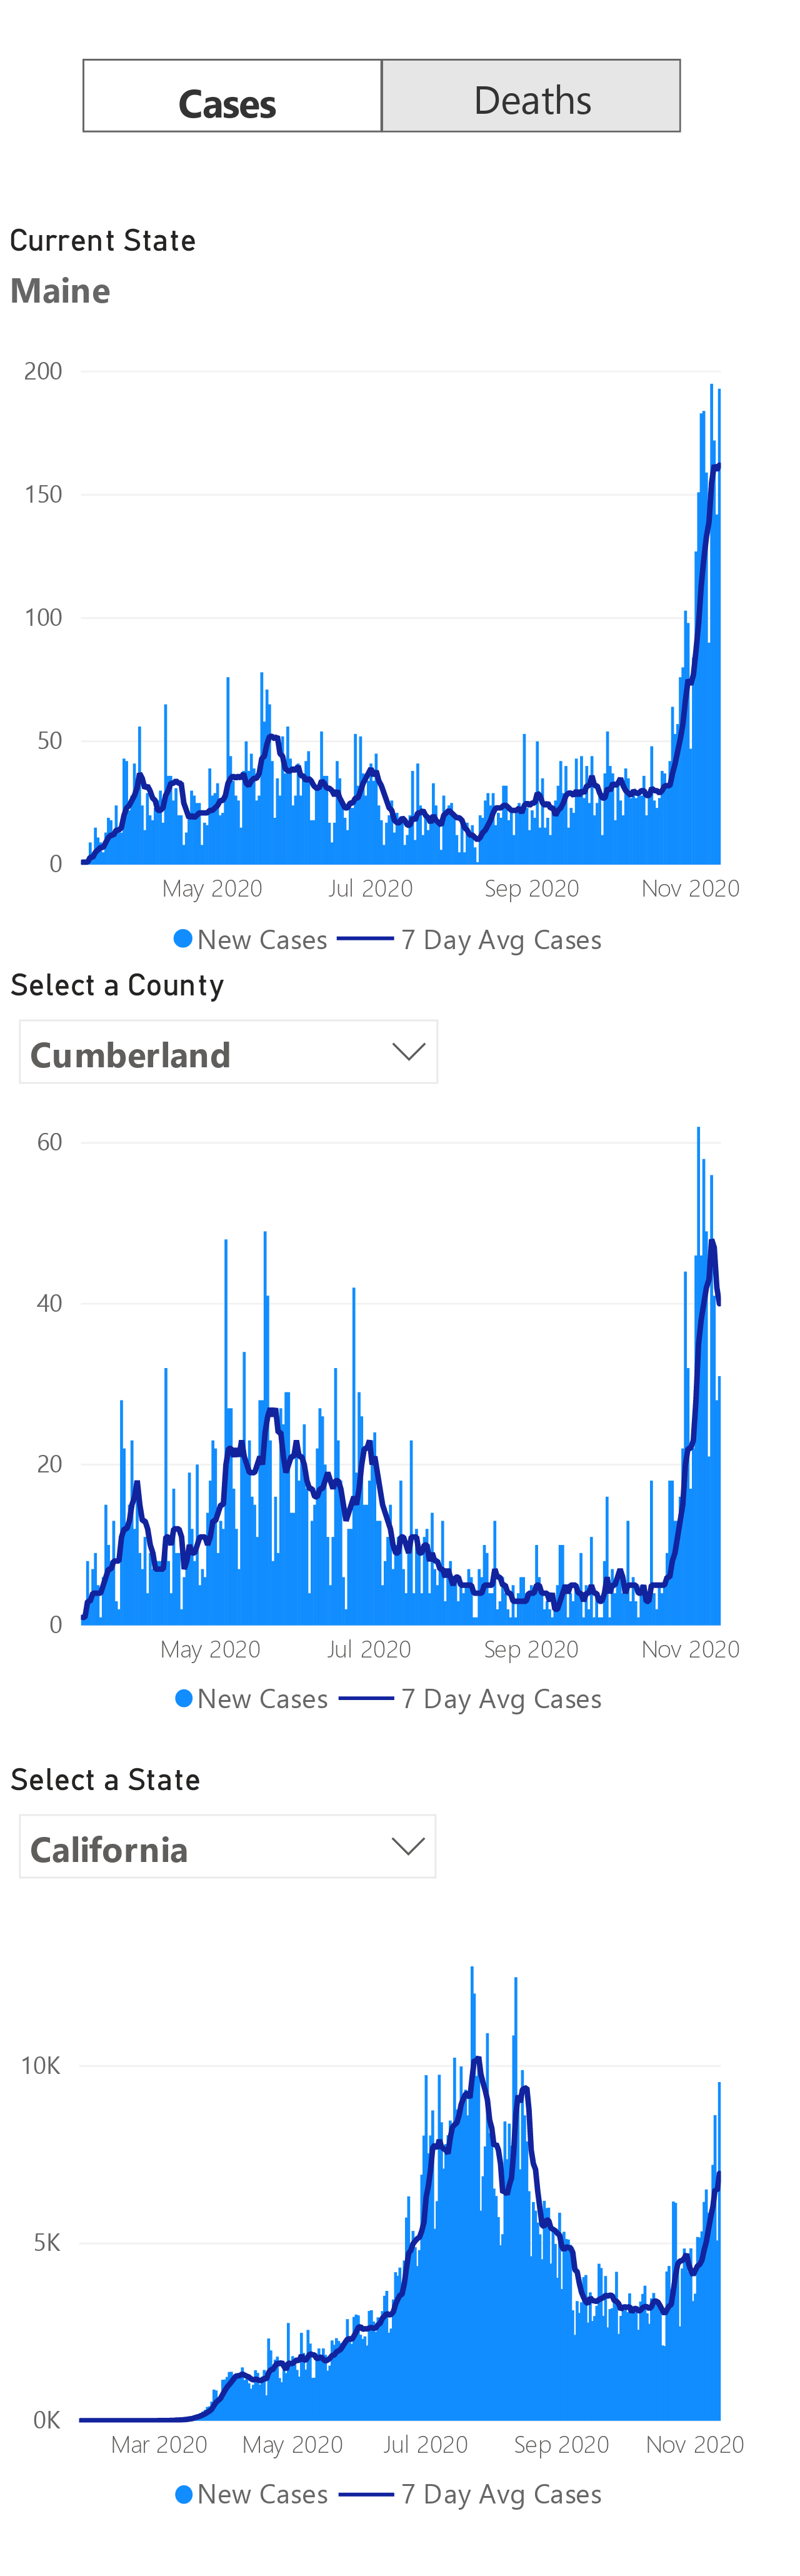 Cases Deaths
Current State
Maine
200
150
100
50
0
May 2020 Jul 2020 Sep 2020 Nov 2020
New Cases 7 Day Avg Cases
Select a County
Cumberland
60
40
20
0
May 2020 Jul 2020 Sep 2020 Nov 2020
New Cases 7 Day Avg Cases
Select a State
California
10K
5K
0K
Mar 2020 May 2020 Jul 2020 Sep 2020 Nov 2020
New Cases 7 Day Avg Cases